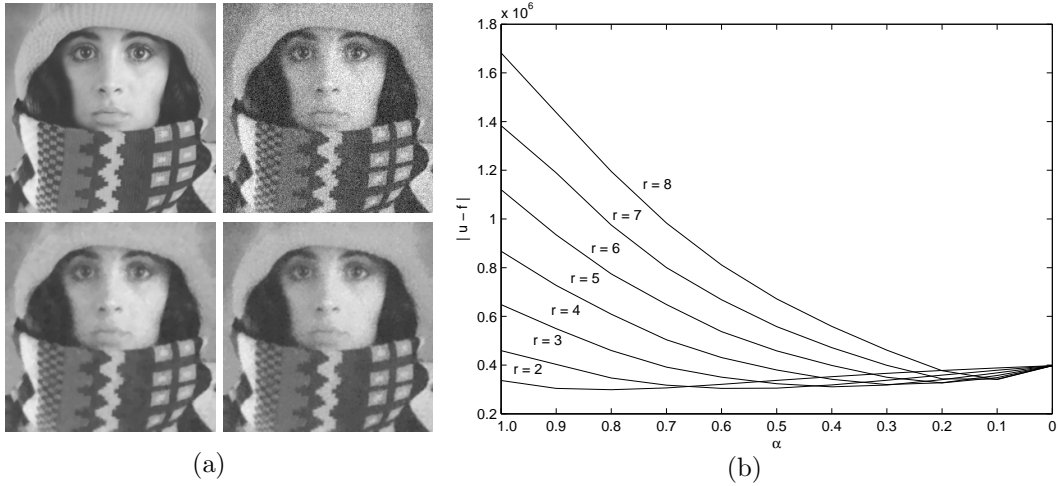 x 10⁶
1.8
1.6
1.4
1.2
1
0.8
0.6
0.4
0.2
| u – f |
r = 8
r = 7
r = 6
r = 5
r = 4
r = 3
r = 2
1.0 0.9 0.8 0.7 0.6 0.5 0.4 0.3 0.2 0.1 0
α
(a)
(b)